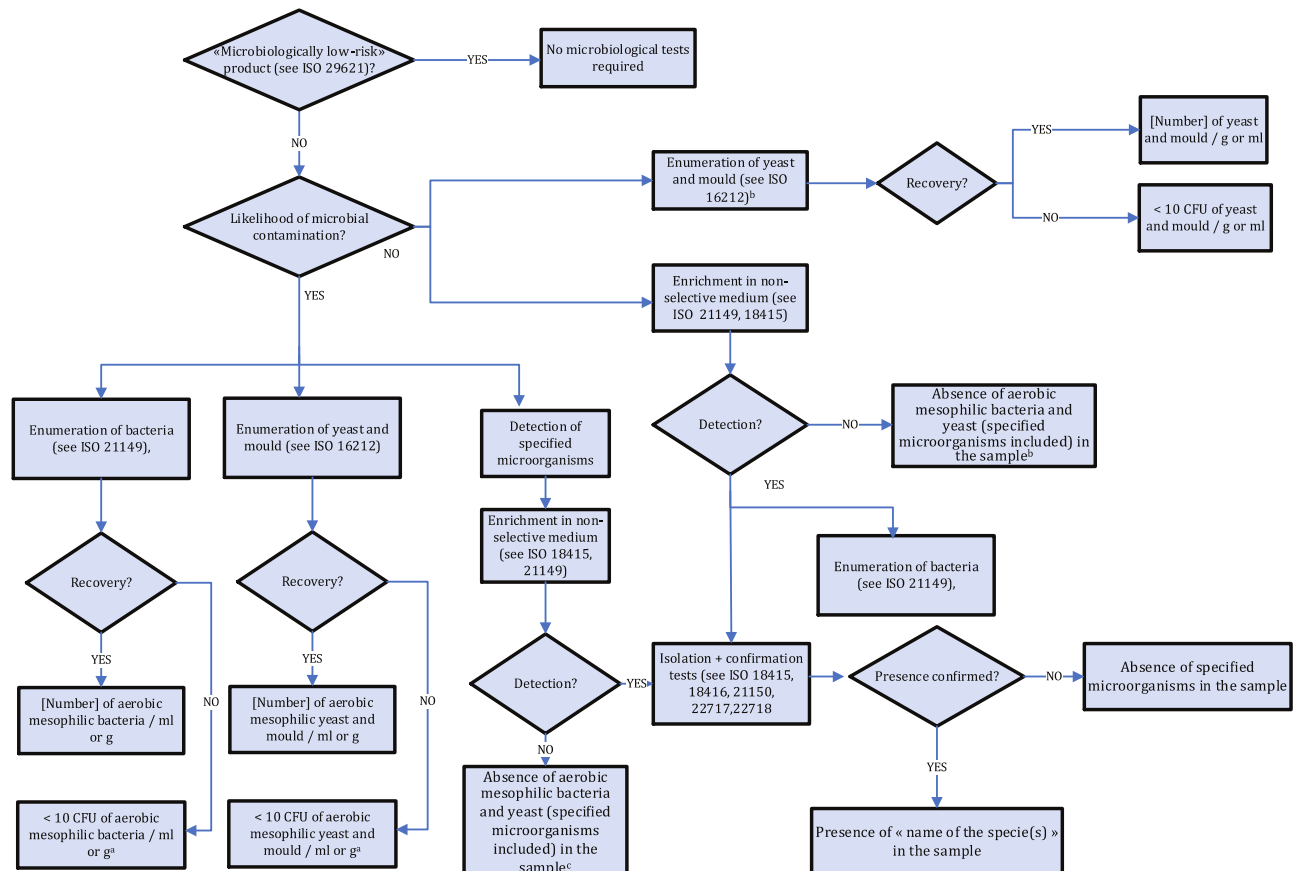 «Microbiologically low-risk»
product (see ISO 29621)?
YES
No microbiological tests
required
NO
Likelihood of microbial
contamination?
NO
YES
Enumeration of yeast
and mould (see ISO
16212)ᵇ
Recovery?
YES
[Number] of yeast
and mould / g or ml
NO
< 10 CFU of yeast
and mould / g or ml
Enrichment in non-
selective medium (see
ISO 21149, 18415)
Detection?
NO
Absence of aerobic
mesophilic bacteria and
yeast (specified
microorganisms included) in
the sampleᵇ
YES
Enumeration of bacteria
(see ISO 21149),
Enumeration of bacteria
(see ISO 21149),
Recovery?
YES
[Number] of aerobic
mesophilic bacteria / ml
or g
NO
< 10 CFU of aerobic
mesophilic bacteria / ml
or gᵃ
Enumeration of yeast and
mould (see ISO 16212)
Recovery?
YES
[Number] of aerobic
mesophilic yeast and
mould / ml or g
NO
< 10 CFU of aerobic
mesophilic yeast and
mould / ml or gᵃ
Detection of
specified
microorganisms
Enrichment in non-
selective medium
(see ISO 18415,
21149)
Detection?
YES
NO
Absence of aerobic
mesophilic bacteria
and yeast (specified
microorganisms
included) in the
sampleᶜ
Isolation + confirmation
tests (see ISO 18415,
18416, 21150,
22717,22718
Presence confirmed?
NO
Absence of specified
microorganisms in the sample
YES
Presence of « name of the specie(s) »
in the sample